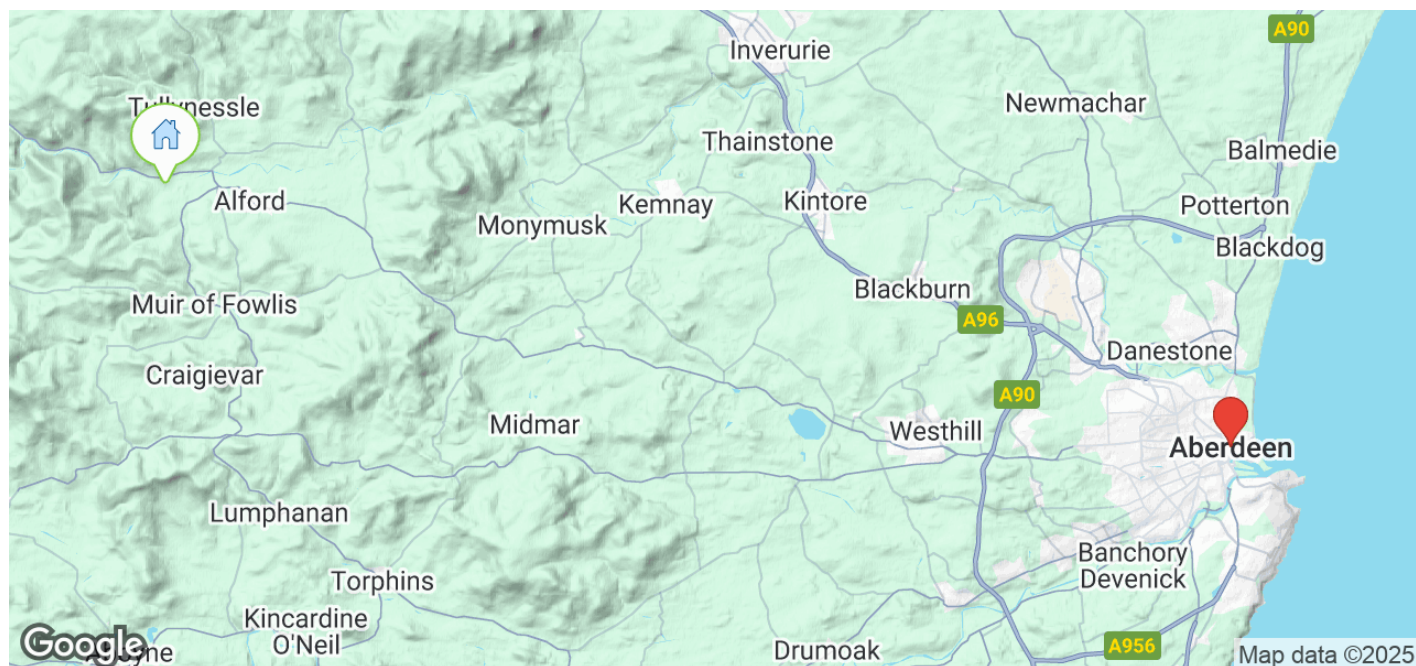 A90
Inverurie
Newmachar
Tullynessle
Thainstone
Balmedie
Alford
Kemnay
Kintore
Potterton
Monymusk
Blackdog
Blackburn
Muir of Fowlis
A96
Danestone
Craigievar
A90
Midmar
Westhill
Aberdeen
Lumphanan
Banchory
Devenick
Torphins
Kincardine
O'Neil
Google
Aboyne
Drumoak
A956
Map data ©2025